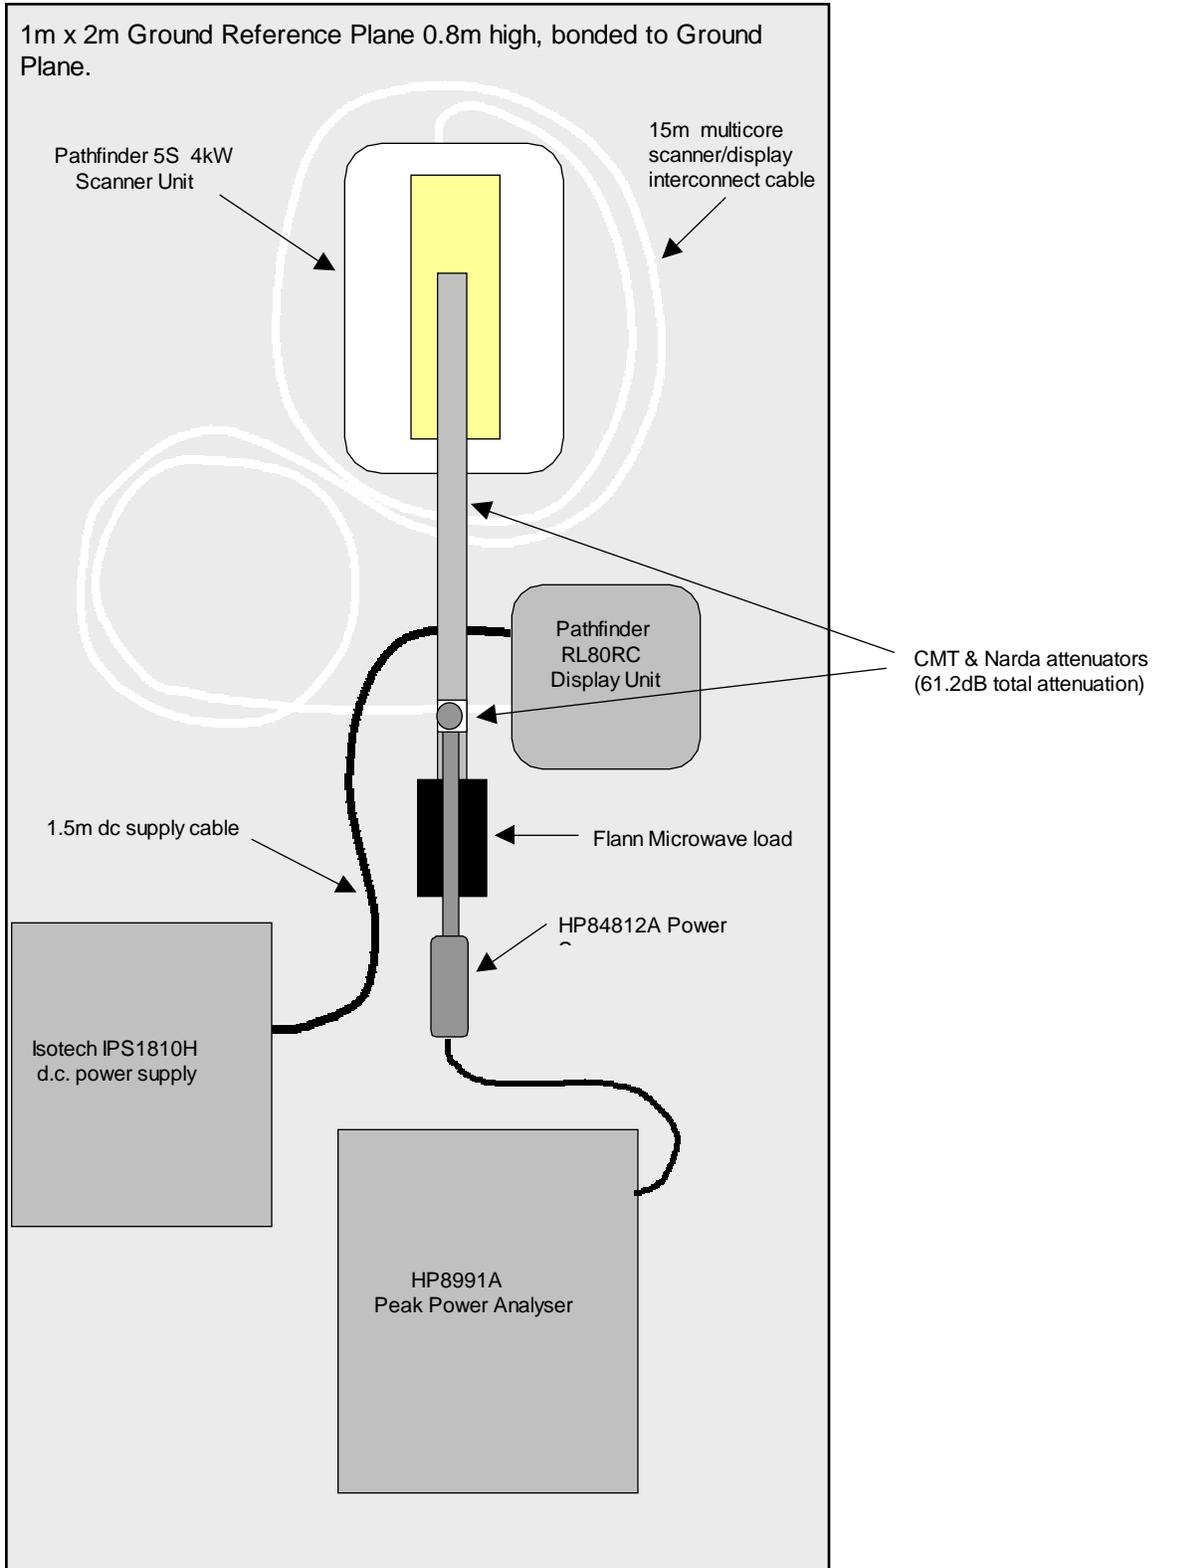 1m x 2m Ground Reference Plane 0.8m high, bonded to Ground
Plane.
15m multicore
scanner/display
interconnect cable
Pathfinder 5S 4kW
Scanner Unit
Pathfinder
RL80RC
Display Unit
CMT & Narda attenuators
(61.2dB total attenuation)
1.5m dc supply cable
Flann Microwave load
HP84812A Power
Isotech IPS1810H
d.c. power supply
HP8991A
Peak Power Analyser